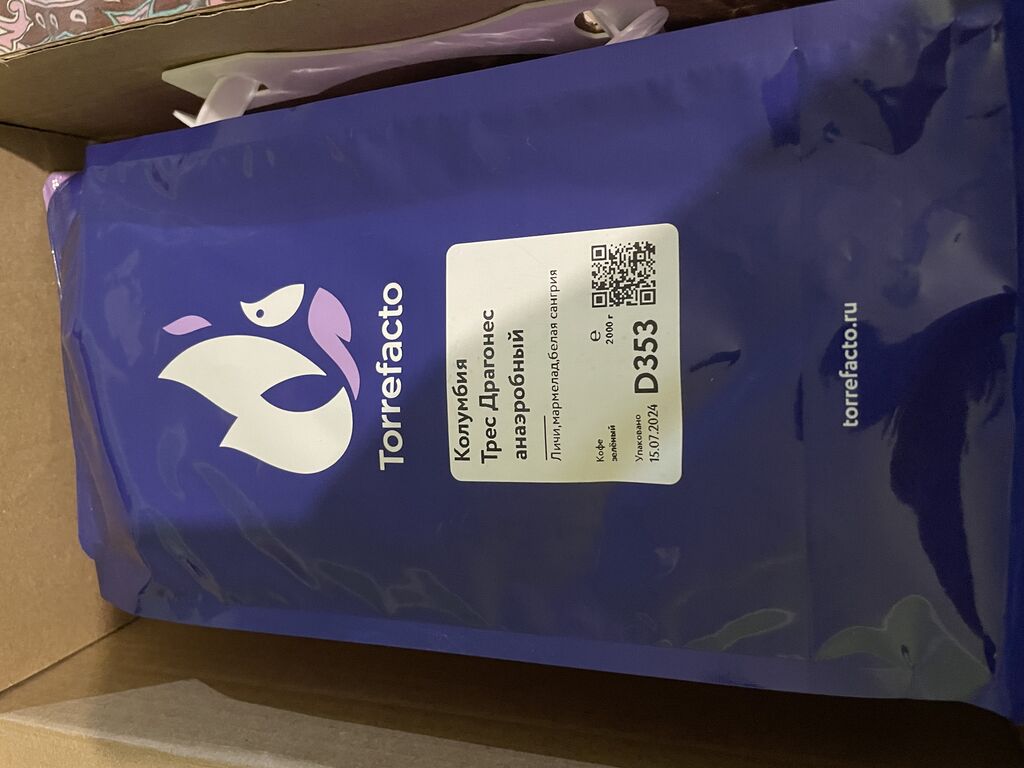 Torrefacto
Колумбия
Трес Драгонес
анаэробный
Личи,мармелад,белая сангрия
Кофе
зелёный
℮
2000 г
Упаковано
15.07.2024
D353
torrefacto.ru